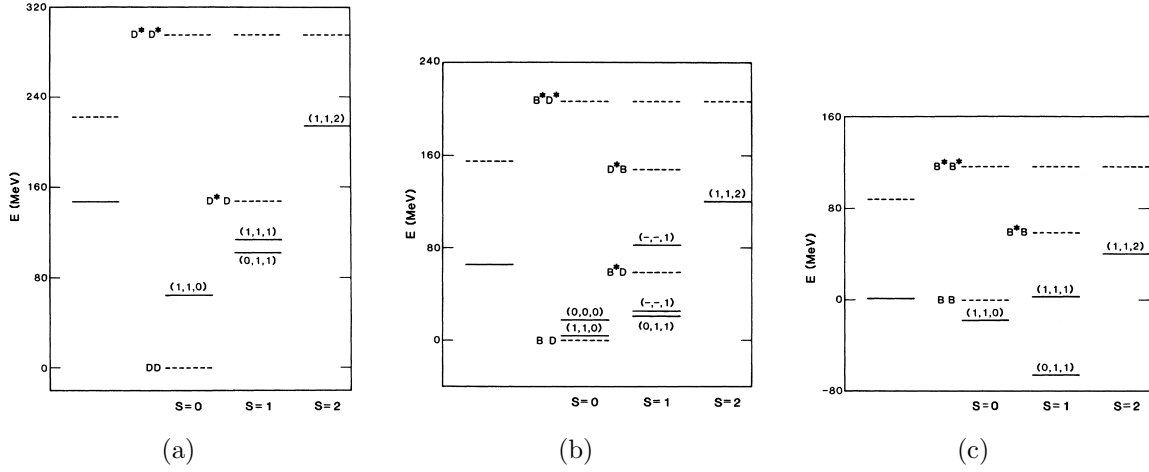 320
240
160
80
0
E (MeV)
D*D*
(1,1,2)
D*D
(1,1,1)
(0,1,1)
(1,1,0)
DD
S=0 S=1 S=2
(a)
240
160
80
0
E (MeV)
B*D*
D*B
(1,1,2)
(-,-,1)
B*D
(0,0,0)
(-,-,1)
(1,1,0)
(0,1,1)
B D
S=0 S=1 S=2
(b)
160
80
0
-80
E (MeV)
B*B*
B*B
(1,1,2)
BB
(1,1,1)
(1,1,0)
(0,1,1)
S=0 S=1 S=2
(c)